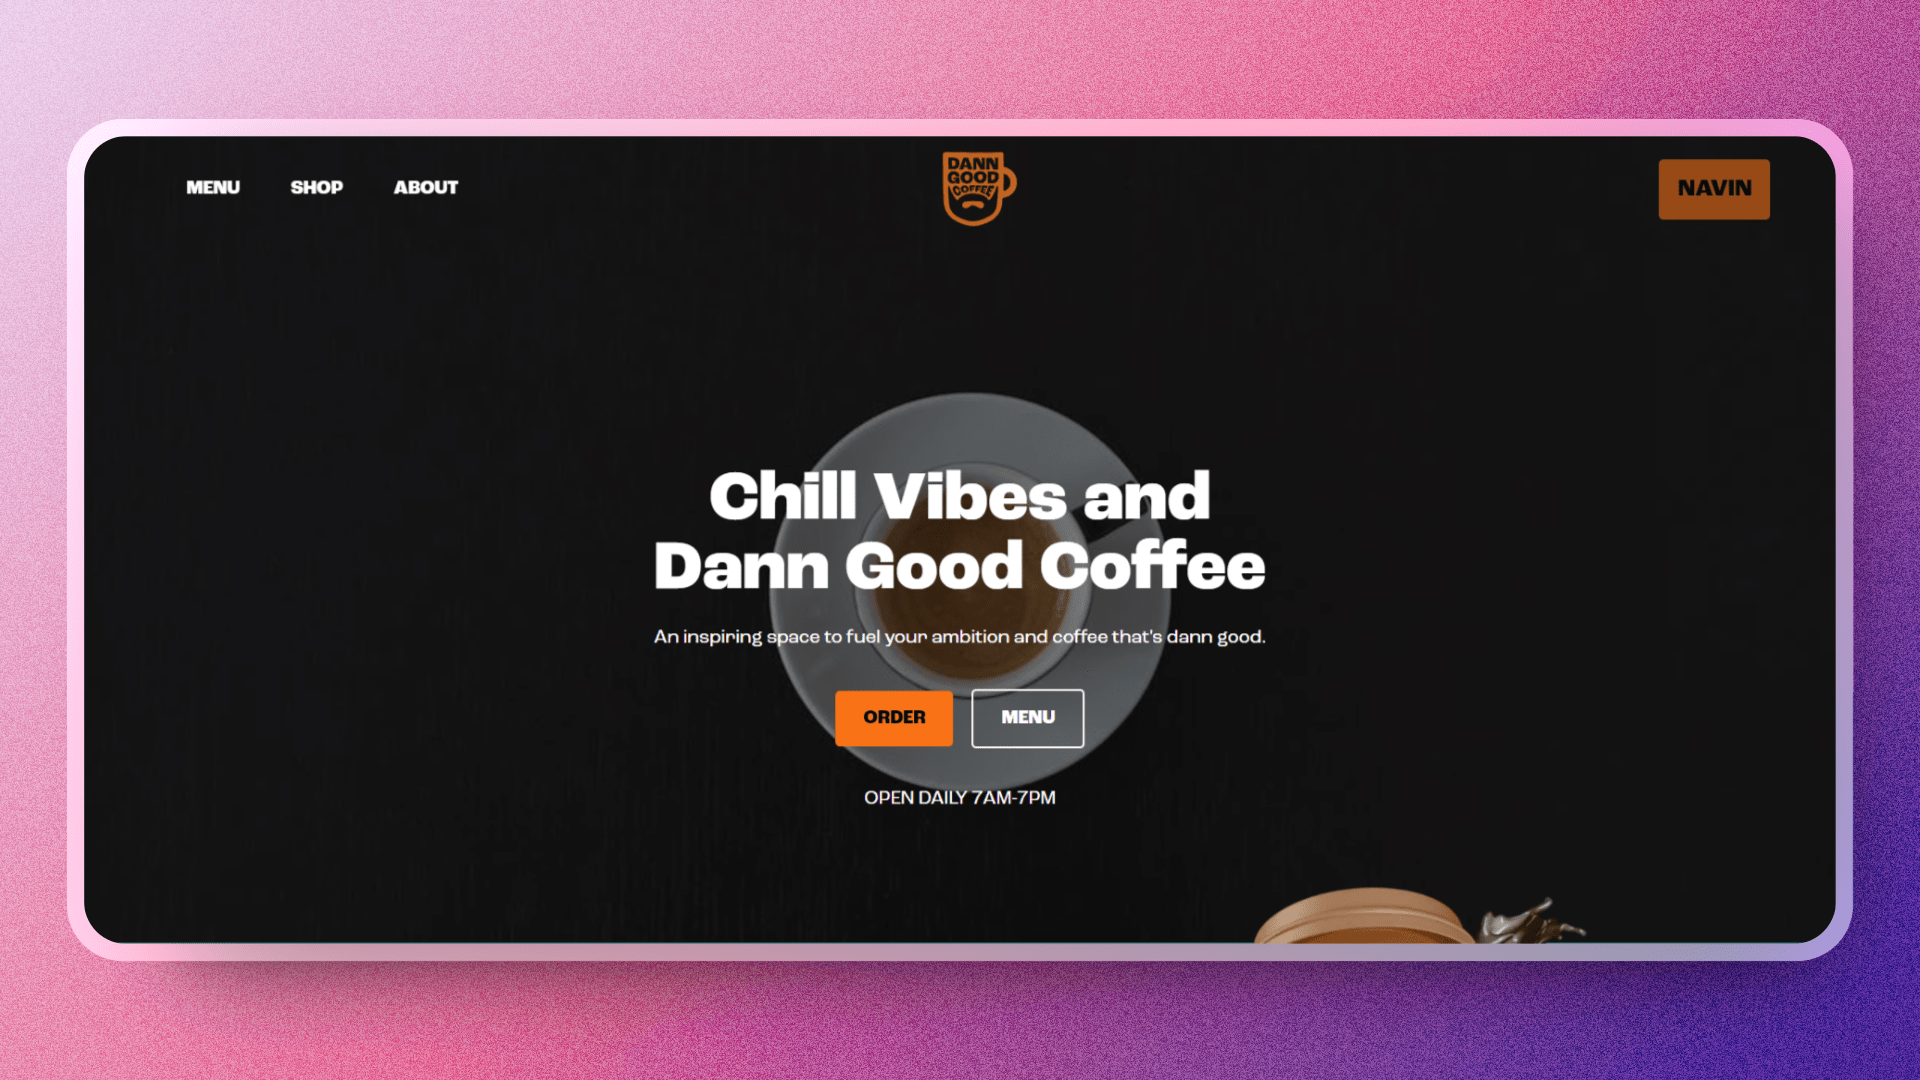 MENU SHOP ABOUT
DANN
GOOD
COFFEE
NAVIN
Chill Vibes and
Dann Good Coffee
An inspiring space to fuel your ambition and coffee that's dann good.
ORDER MENU
OPEN DAILY 7AM-7PM